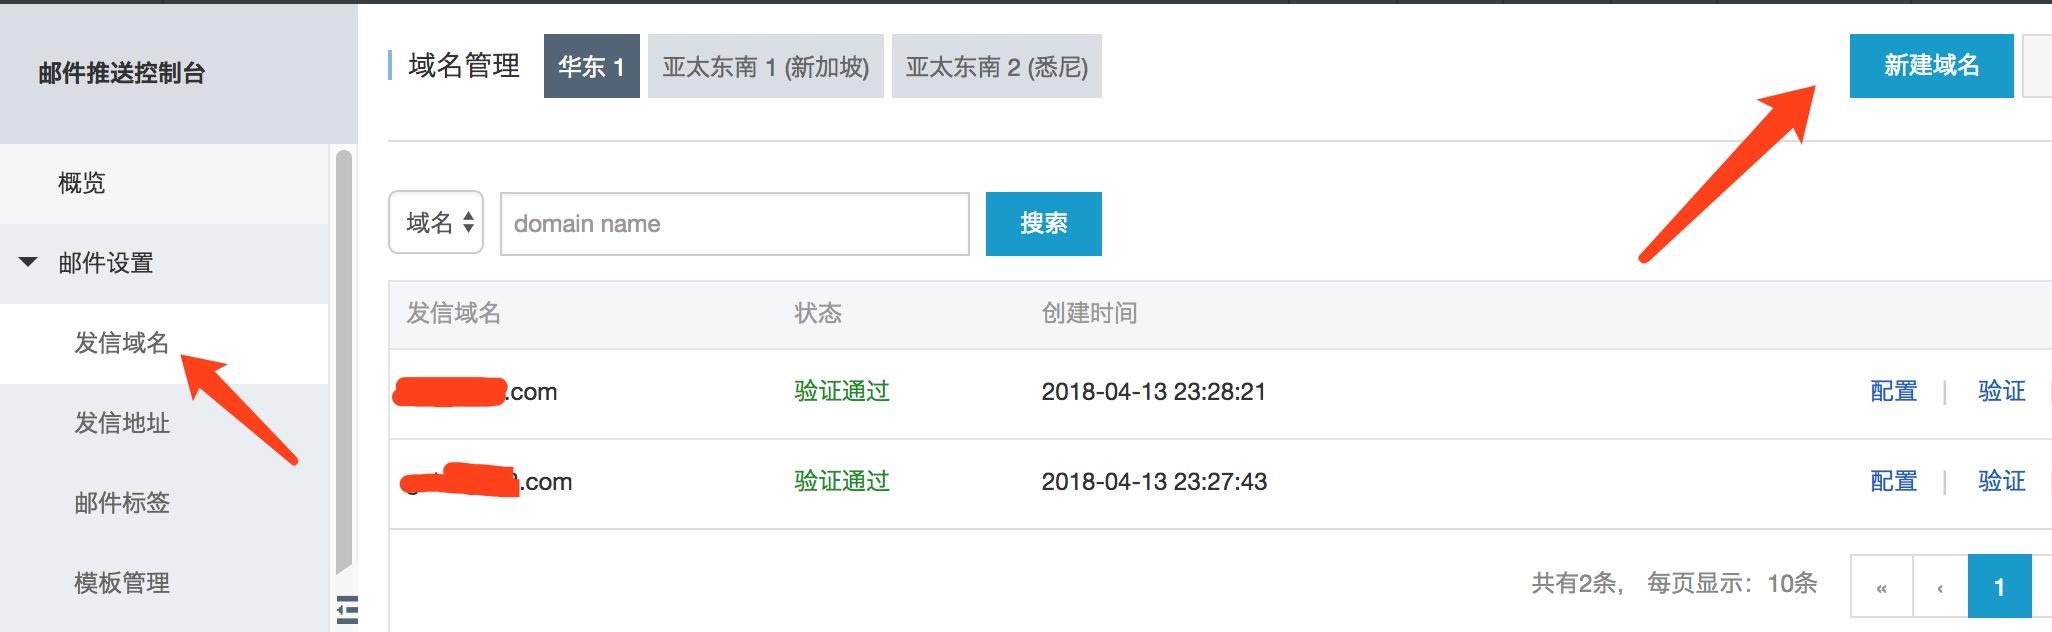 邮件推送控制台
概览
邮件设置
发信域名
发信地址
邮件标签
模板管理
域名管理 华东 1 亚太东南 1 (新加坡) 亚太东南 2 (悉尼) 新建域名
域名 domain name 搜索
发信域名 状态 创建时间
.com 验证通过 2018-04-13 23:28:21 配置 | 验证
.com 验证通过 2018-04-13 23:27:43 配置 | 验证
共有2条, 每页显示: 10条 « ‹ 1